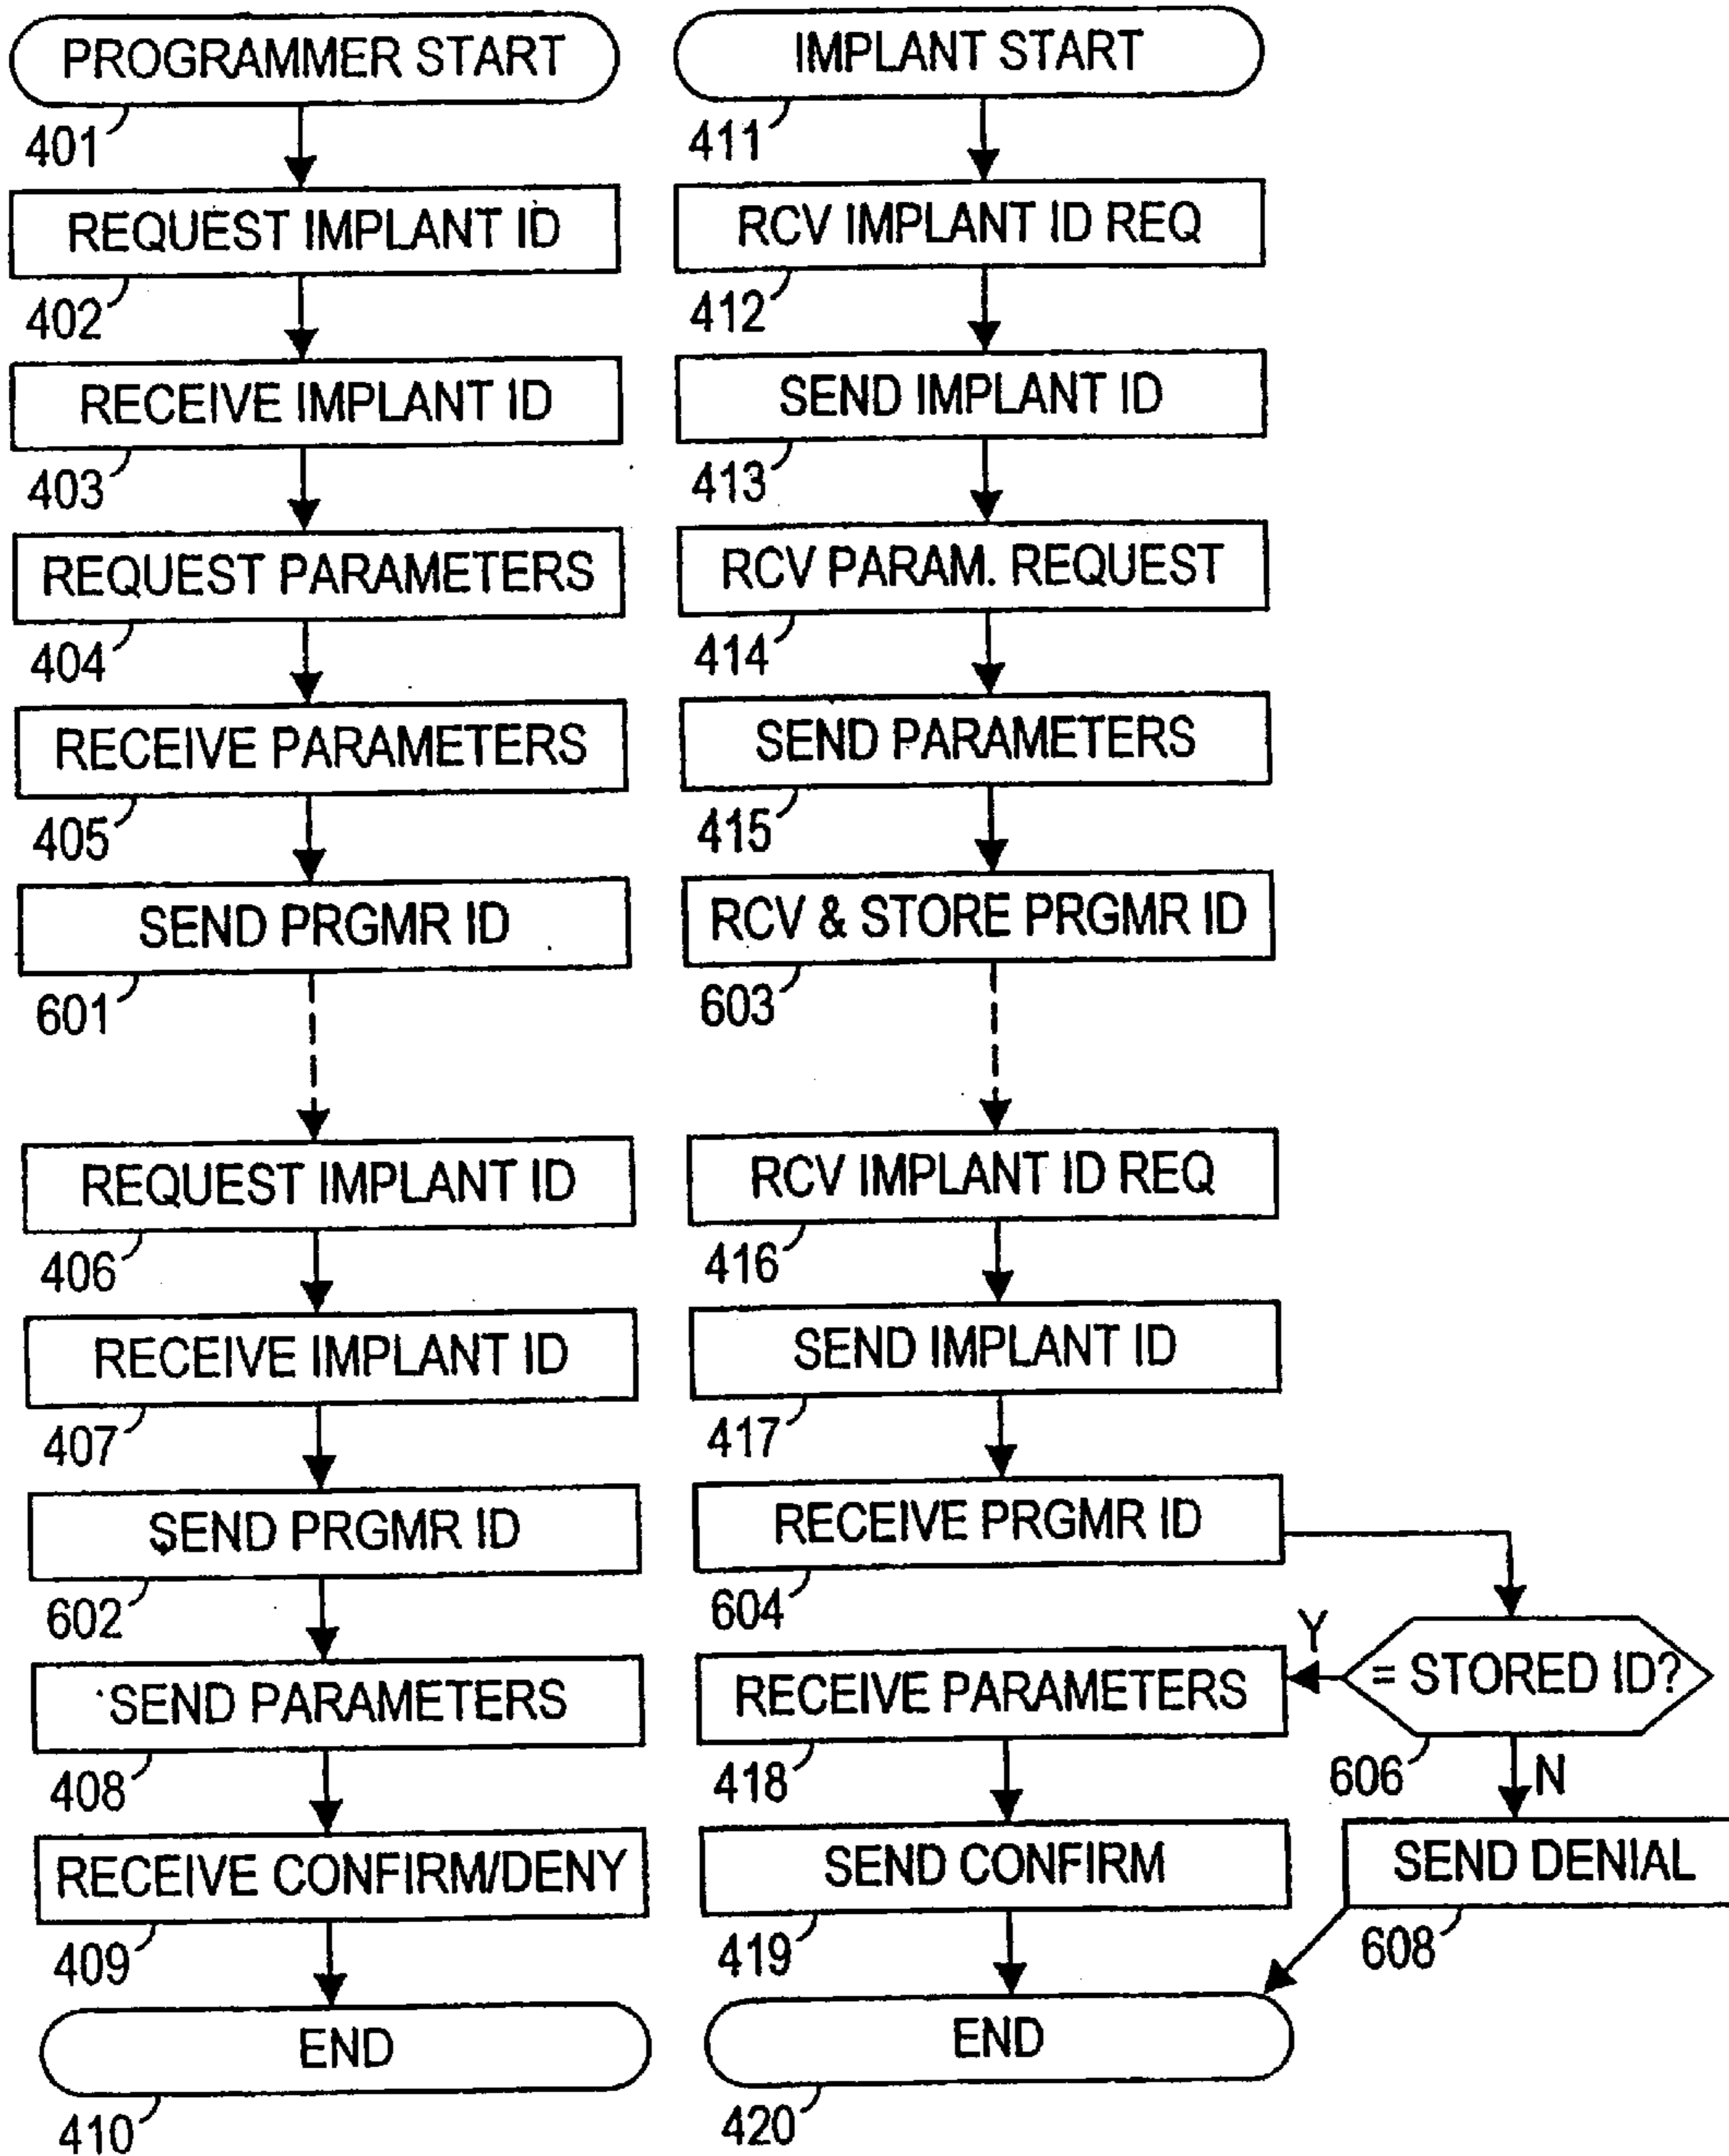 PROGRAMMER START
401
REQUEST IMPLANT ID
402
RECEIVE IMPLANT ID
403
REQUEST PARAMETERS
404
RECEIVE PARAMETERS
405
SEND PRGMR ID
601
REQUEST IMPLANT ID
406
RECEIVE IMPLANT ID
407
SEND PRGMR ID
602
SEND PARAMETERS
408
RECEIVE CONFIRM/DENY
409
END
410
IMPLANT START
411
RCV IMPLANT ID REQ
412
SEND IMPLANT ID
413
RCV PARAM. REQUEST
414
SEND PARAMETERS
415
RCV & STORE PRGMR ID
603
RCV IMPLANT ID REQ
416
SEND IMPLANT ID
417
RECEIVE PRGMR ID
604
= STORED ID?
606
Y
N
RECEIVE PARAMETERS
418
SEND CONFIRM
419
SEND DENIAL
608
END
420